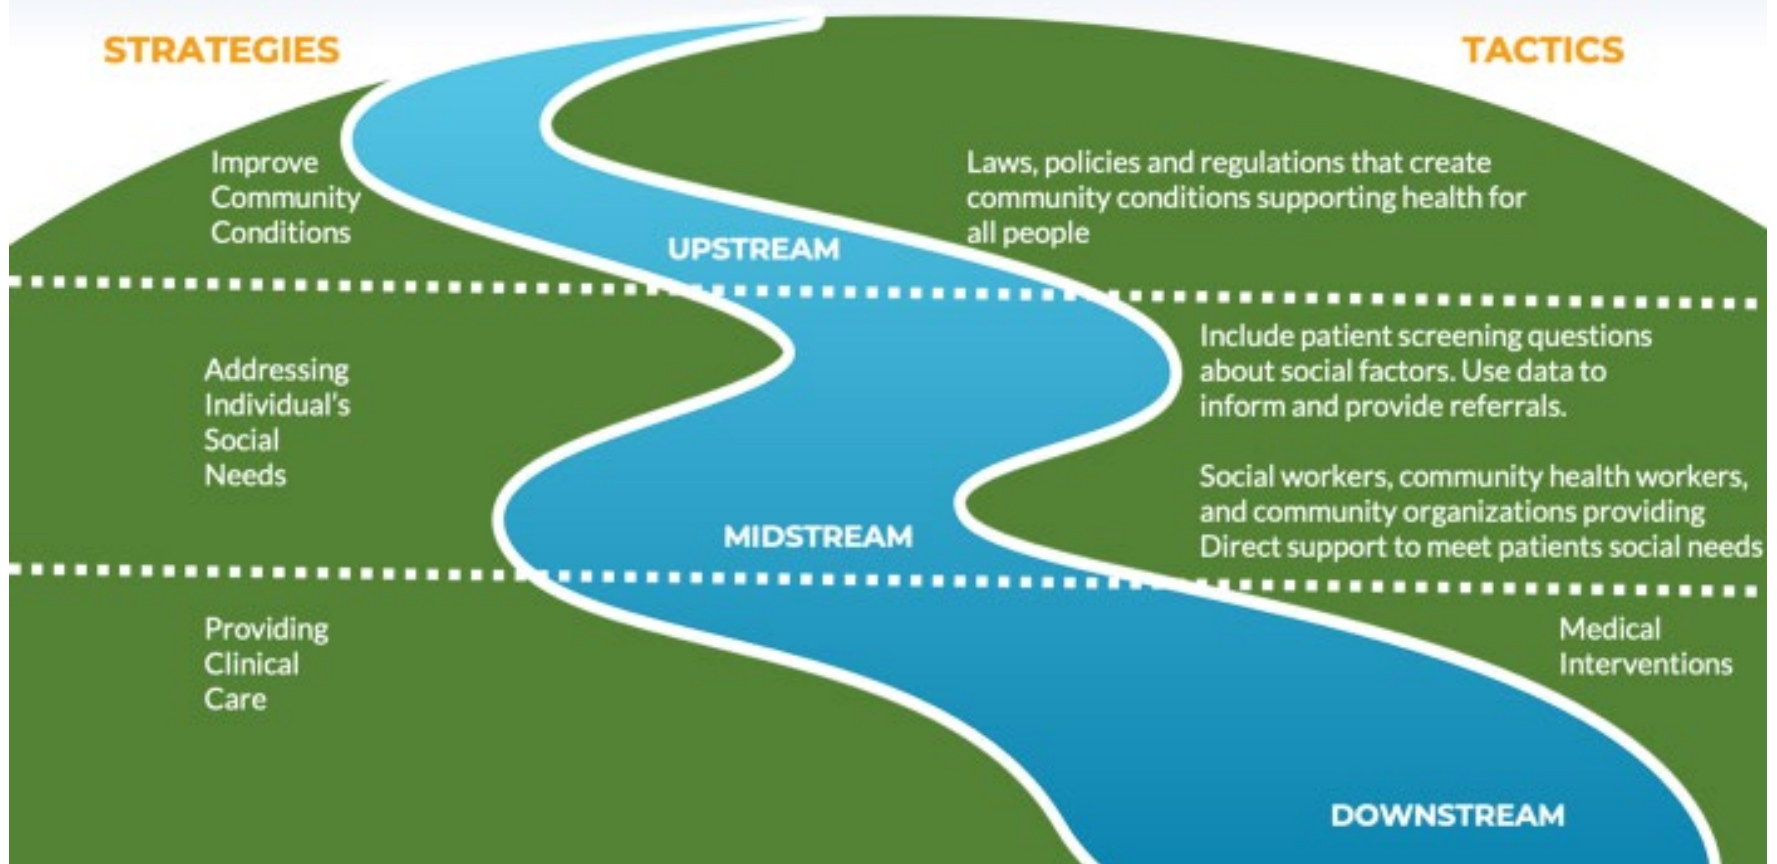 STRATEGIES
TACTICS
Improve
Community
Conditions
Laws, policies and regulations that create
community conditions supporting health for
all people
UPSTREAM
Addressing
Individual's
Social
Needs
Include patient screening questions
about social factors. Use data to
inform and provide referrals.
Social workers, community health workers,
and community organizations providing
Direct support to meet patients social needs
MIDSTREAM
Providing
Clinical
Care
Medical
Interventions
DOWNSTREAM